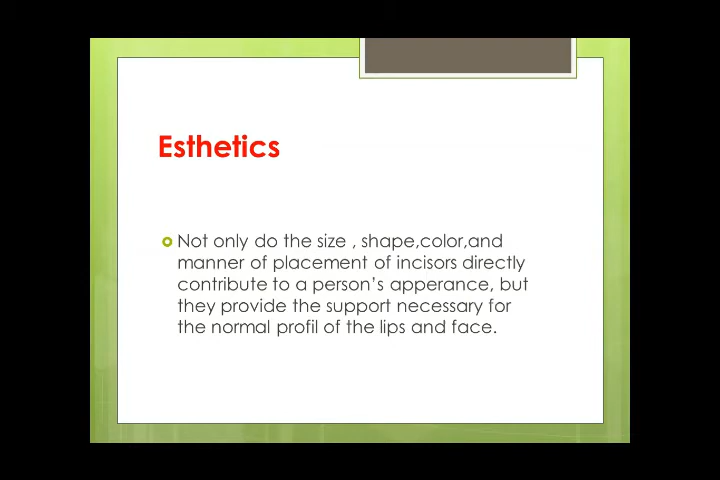 Esthetics
Not only do the size , shape,color,and
manner of placement of incisors directly
contribute to a person's apperance, but
they provide the support necessary for
the normal profil of the lips and face.